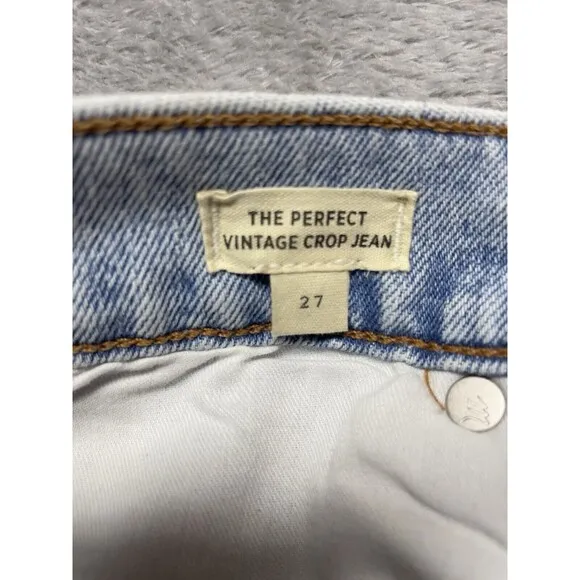 THE PERFECT
VINTAGE CROP JEAN
27